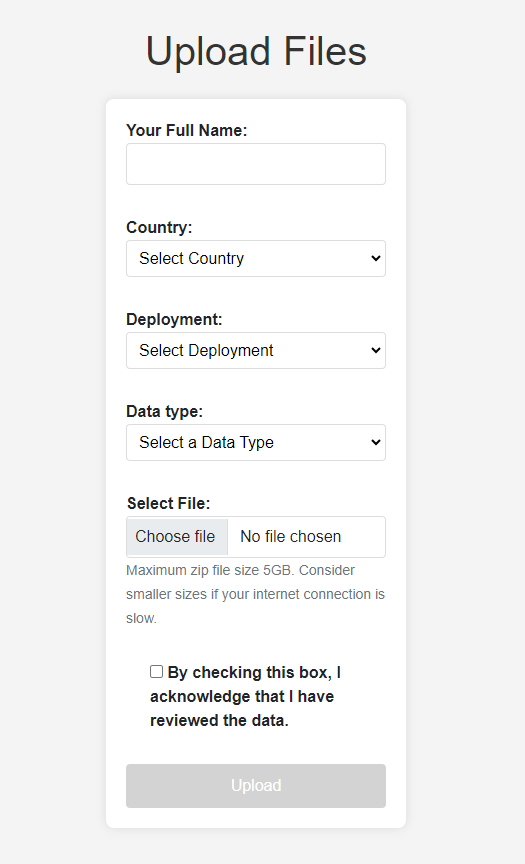 Upload Files
Your Full Name:
Country:
Select Country
Deployment:
Select Deployment
Data type:
Select a Data Type
Select File:
Choose file No file chosen
Maximum zip file size 5GB. Consider
smaller sizes if your internet connection is
slow.
By checking this box, I
acknowledge that I have
reviewed the data.
Upload